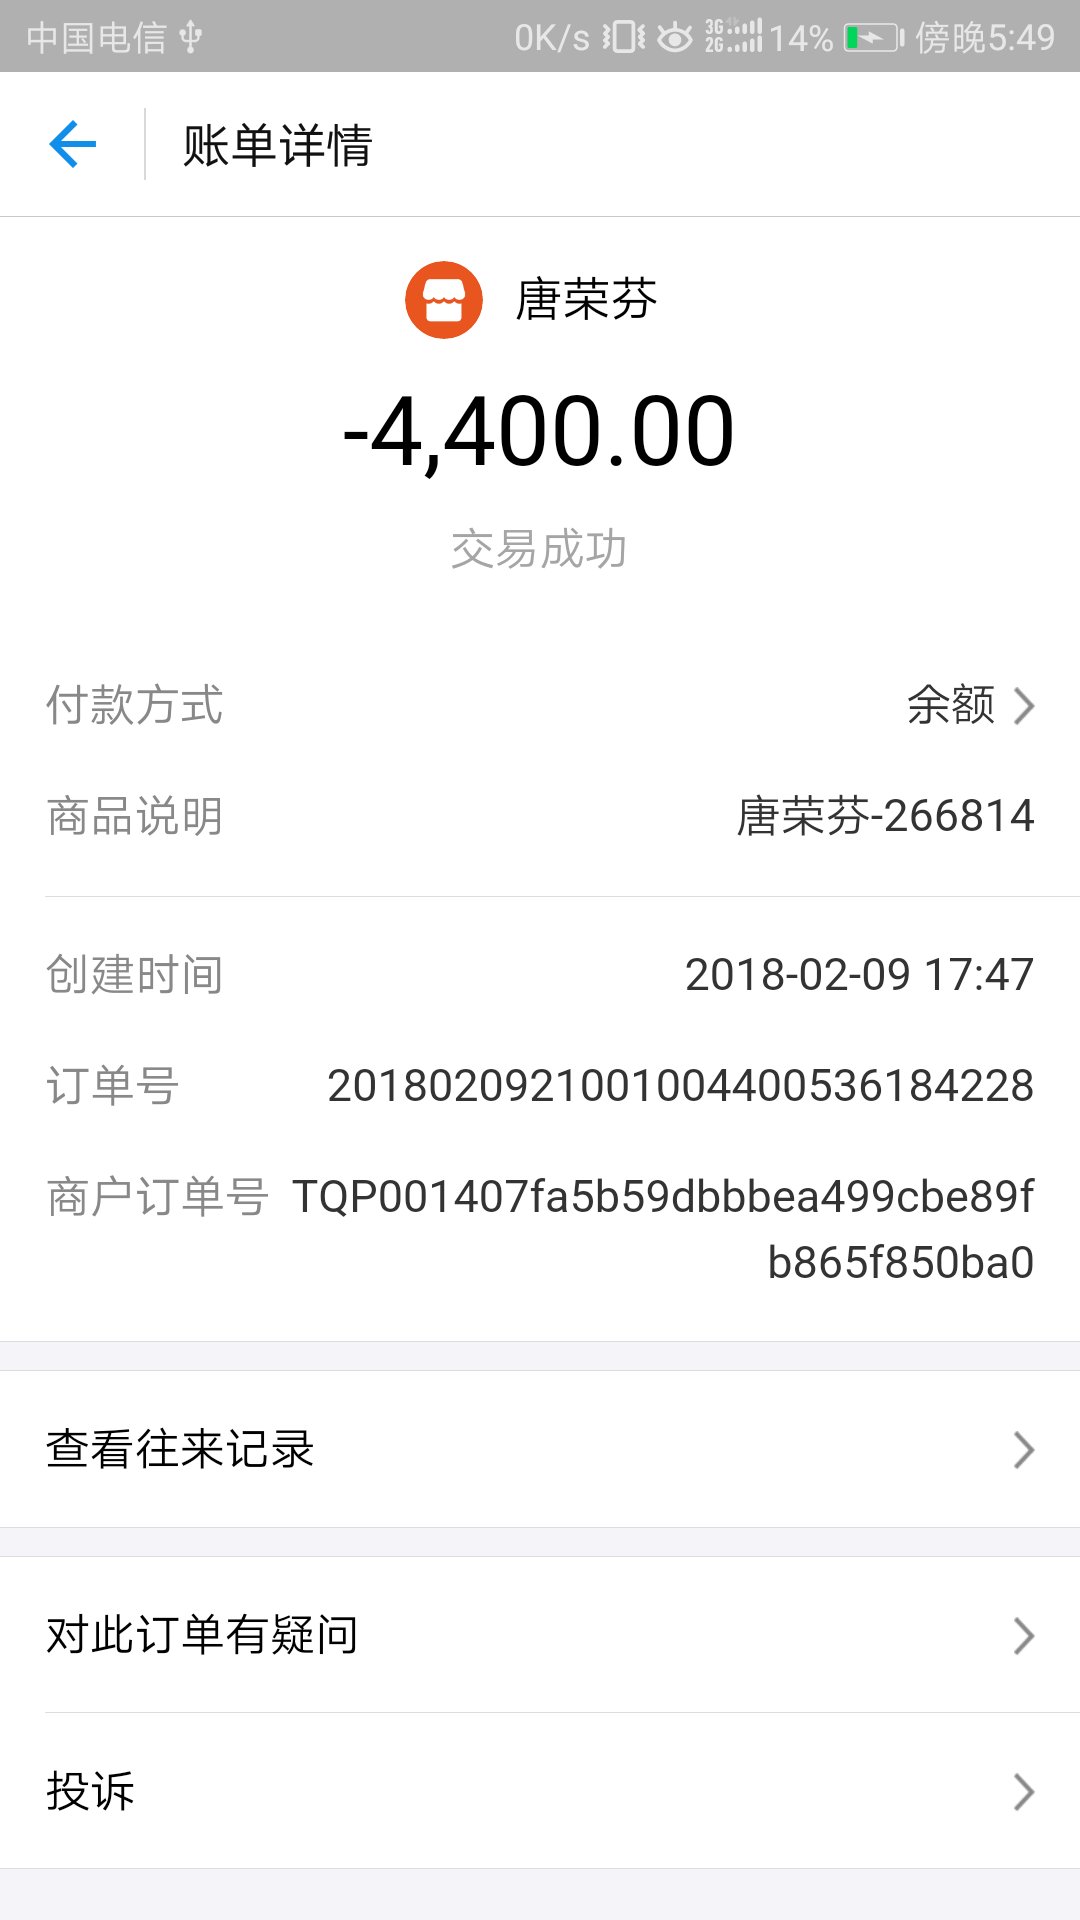 中国电信 0K/s 3G 2G 14% 傍晚5:49
账单详情
唐荣芬
-4,400.00
交易成功
付款方式 余额
商品说明 唐荣芬-266814
创建时间 2018-02-09 17:47
订单号 2018020921001004400536184228
商户订单号 TQP001407fa5b59dbbbea499cbe89f
b865f850ba0
查看往来记录
对此订单有疑问
投诉